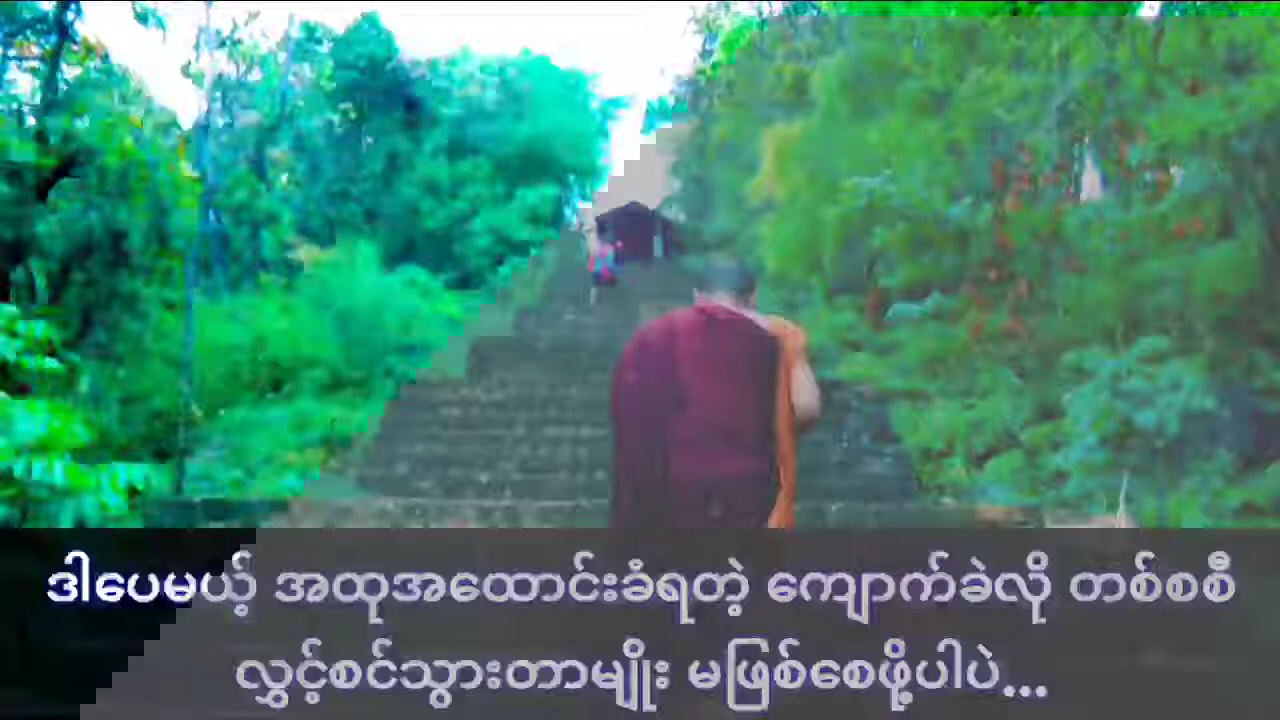 ဒါပေမယ့် အထုအထောင်းခံရတဲ့ ကျောက်ခဲလို တစ်စစီ
လွှင့်စင်သွားတာမျိုး မဖြစ်စေဖို့ပါပဲ...